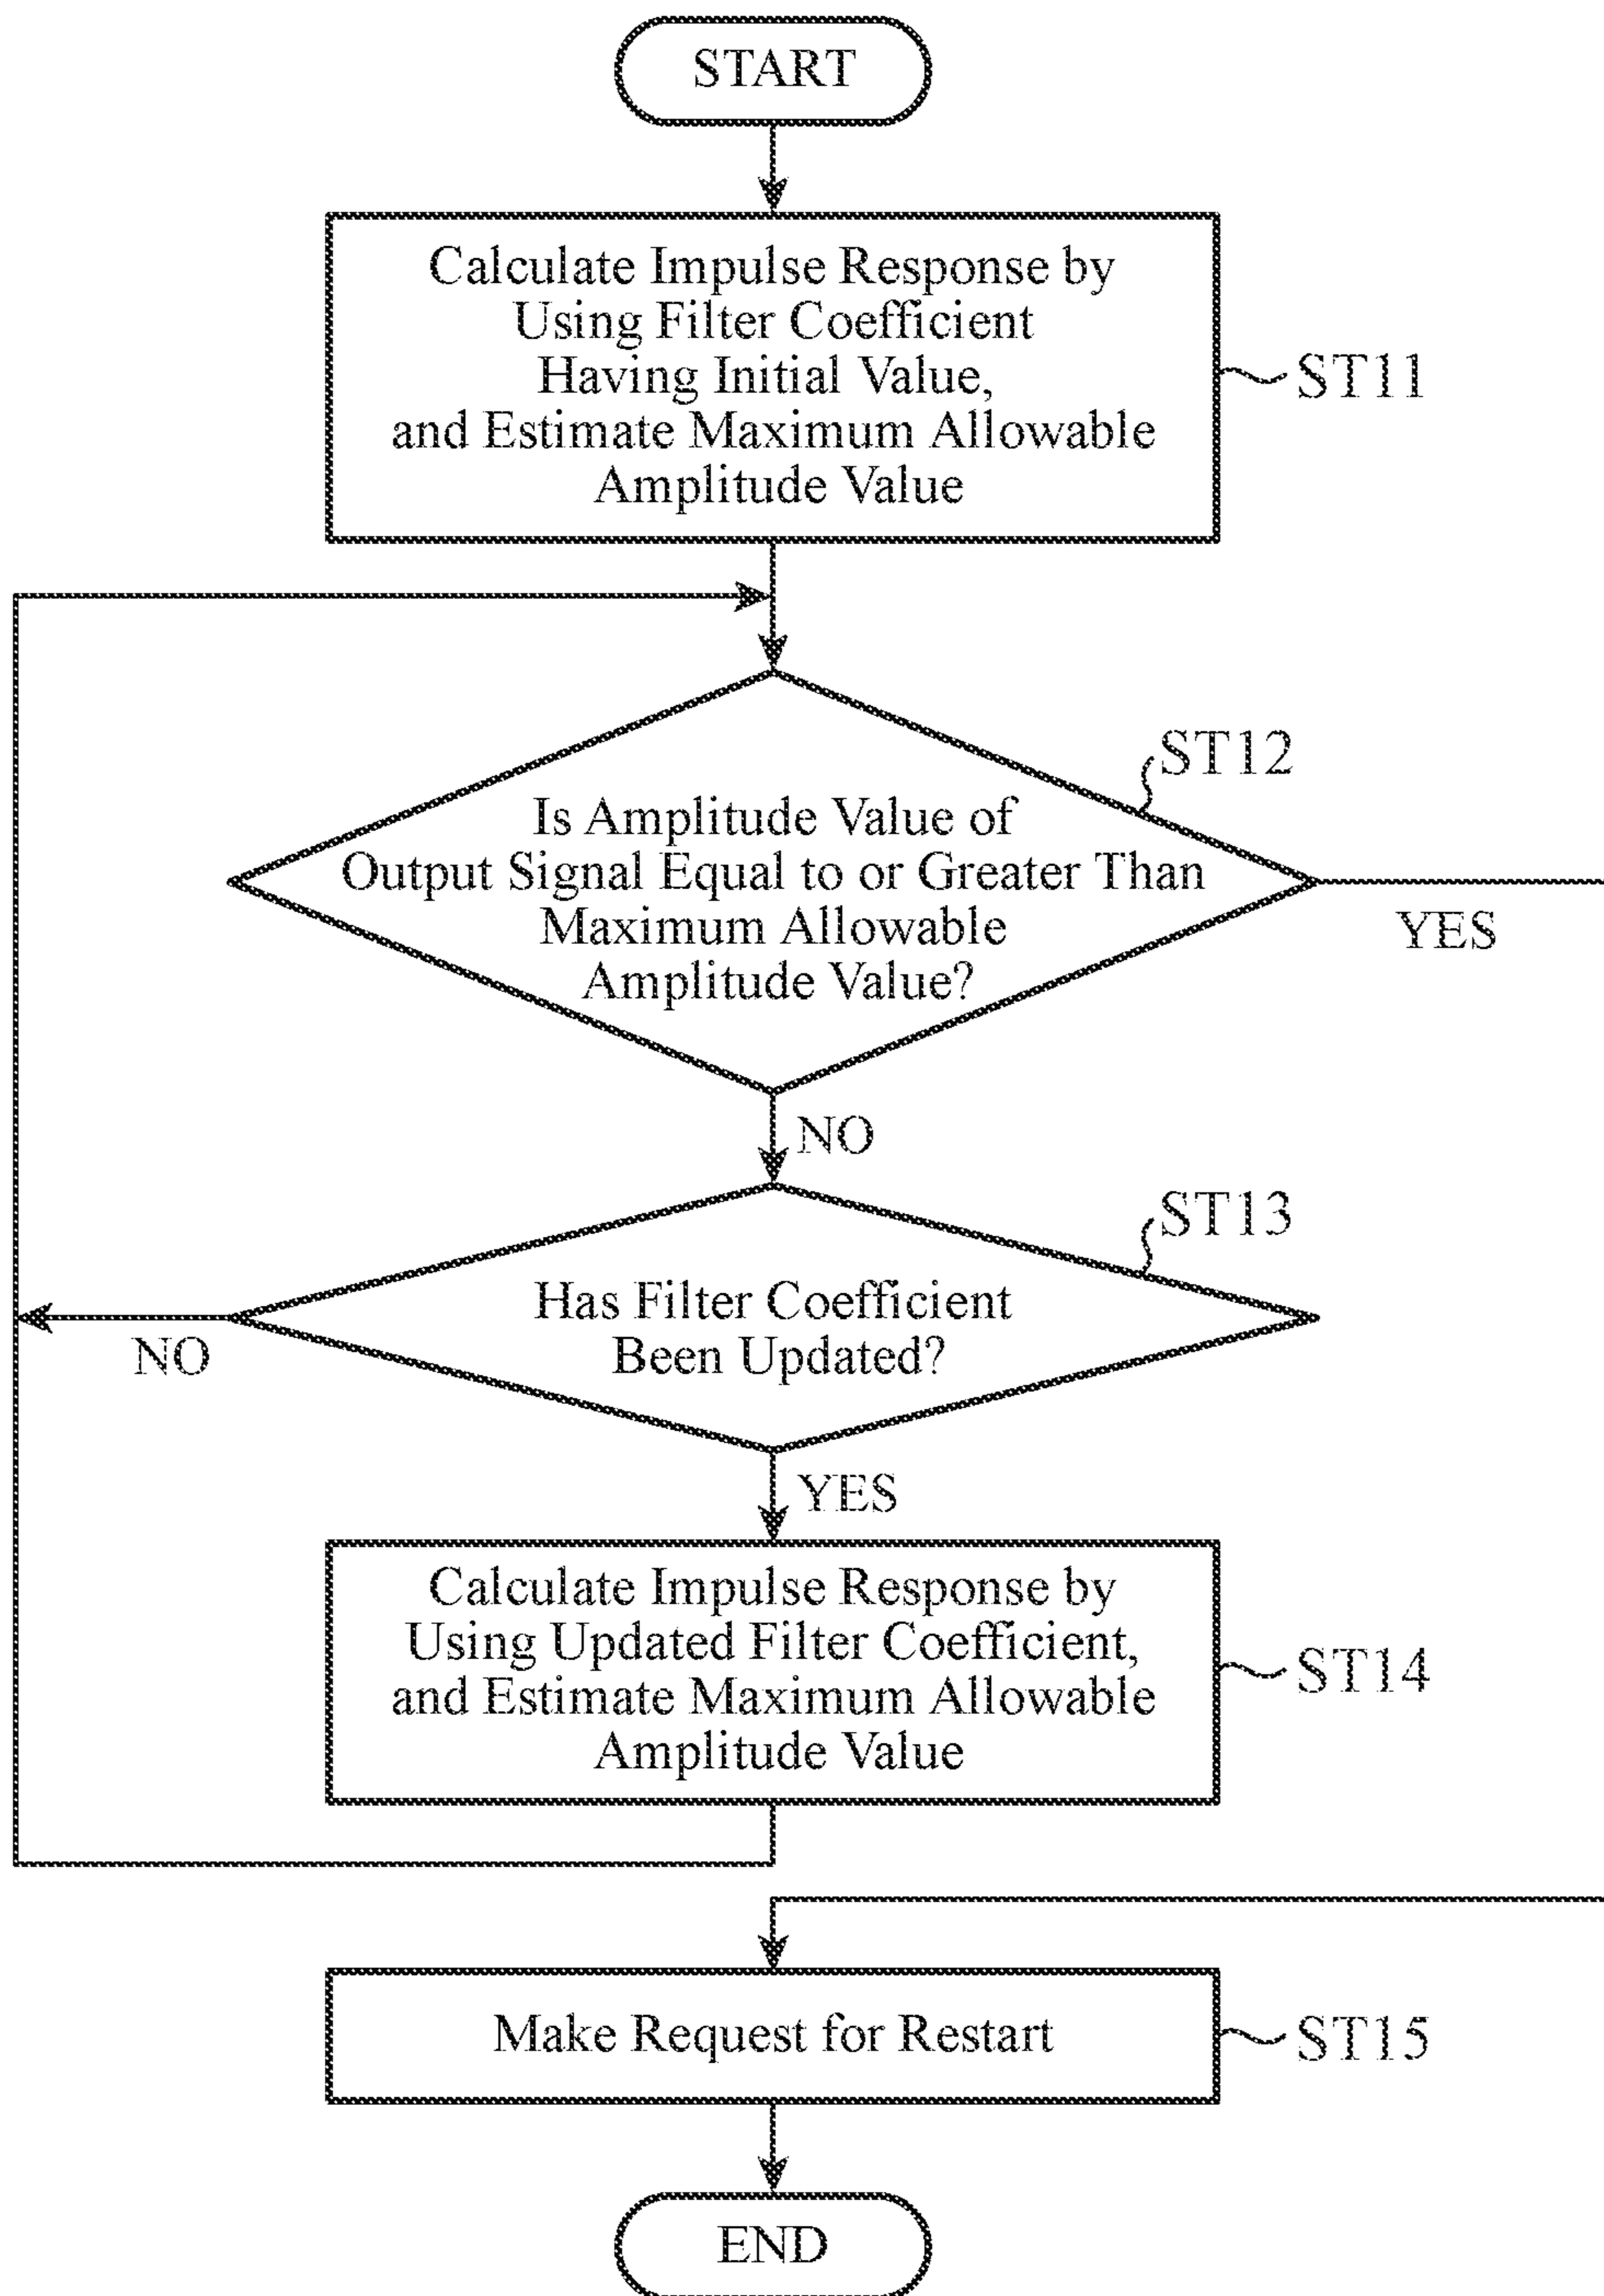 START
Calculate Impulse Response by
Using Filter Coefficient
Having Initial Value,
and Estimate Maximum Allowable
Amplitude Value
ST11
ST12
Is Amplitude Value of
Output Signal Equal to or Greater Than
Maximum Allowable
Amplitude Value?
YES
NO
ST13
Has Filter Coefficient
Been Updated?
NO
YES
Calculate Impulse Response by
Using Updated Filter Coefficient,
and Estimate Maximum Allowable
Amplitude Value
ST14
Make Request for Restart
ST15
END